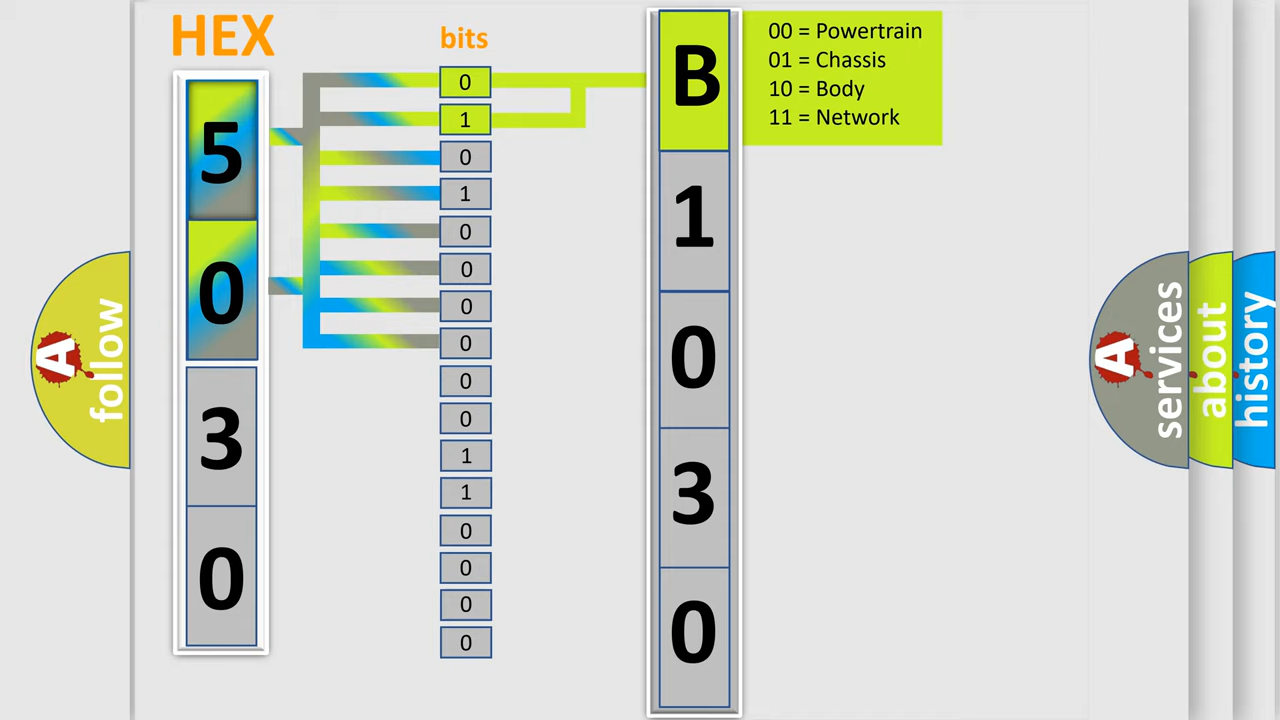 HEX
bits
5
0
3
0
0
1
0
1
0
0
0
0
0
0
1
1
0
0
0
0
B
1
0
3
0
00 = Powertrain
01 = Chassis
10 = Body
11 = Network
A
follow
A
services
about
history